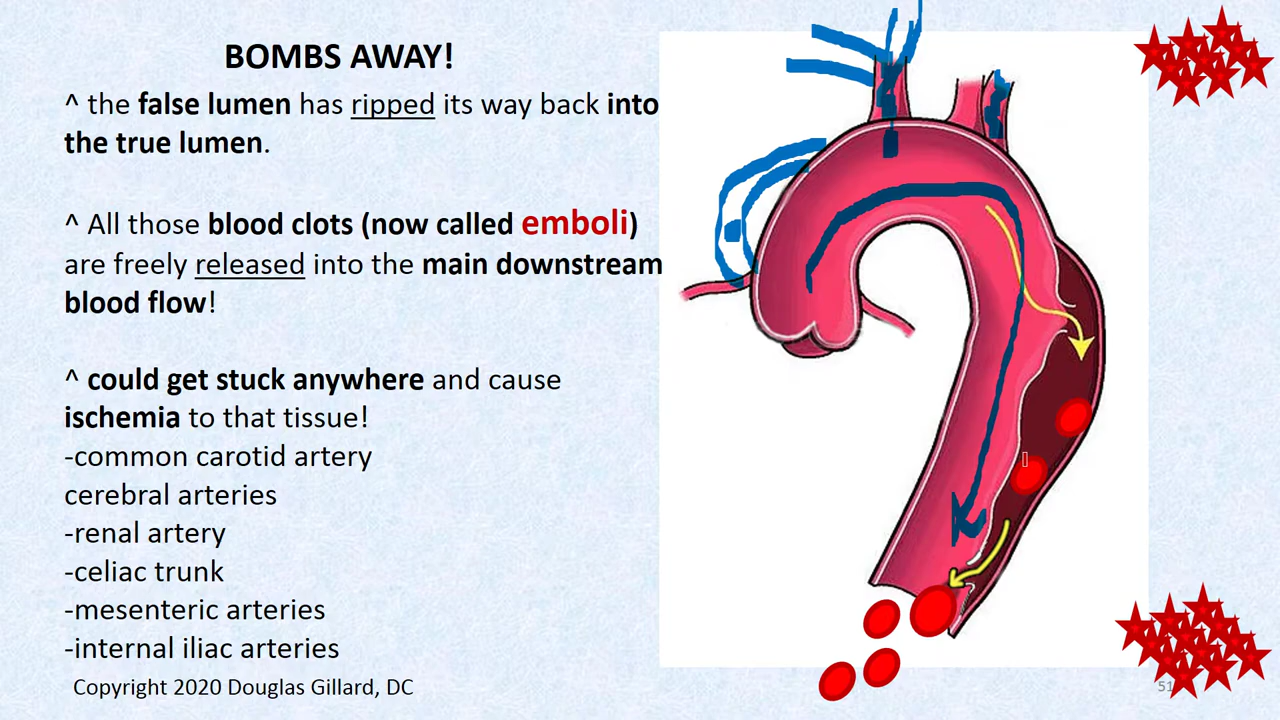 BOMBS AWAY!
^ the false lumen has ripped its way back into
the true lumen.
^ All those blood clots (now called emboli)
are freely released into the main downstream
blood flow!
^ could get stuck anywhere and cause
ischemia to that tissue!
-common carotid artery
cerebral arteries
-renal artery
-celiac trunk
-mesenteric arteries
-internal iliac arteries
Copyright 2020 Douglas Gillard, DC
51